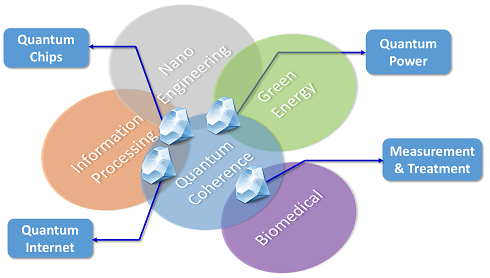 Quantum
Chips
Nano
Engineering
Quantum
Power
Green
Energy
Information
Processing
Quantum
Coherence
Measurement
& Treatment
Quantum
Internet
Biomedical